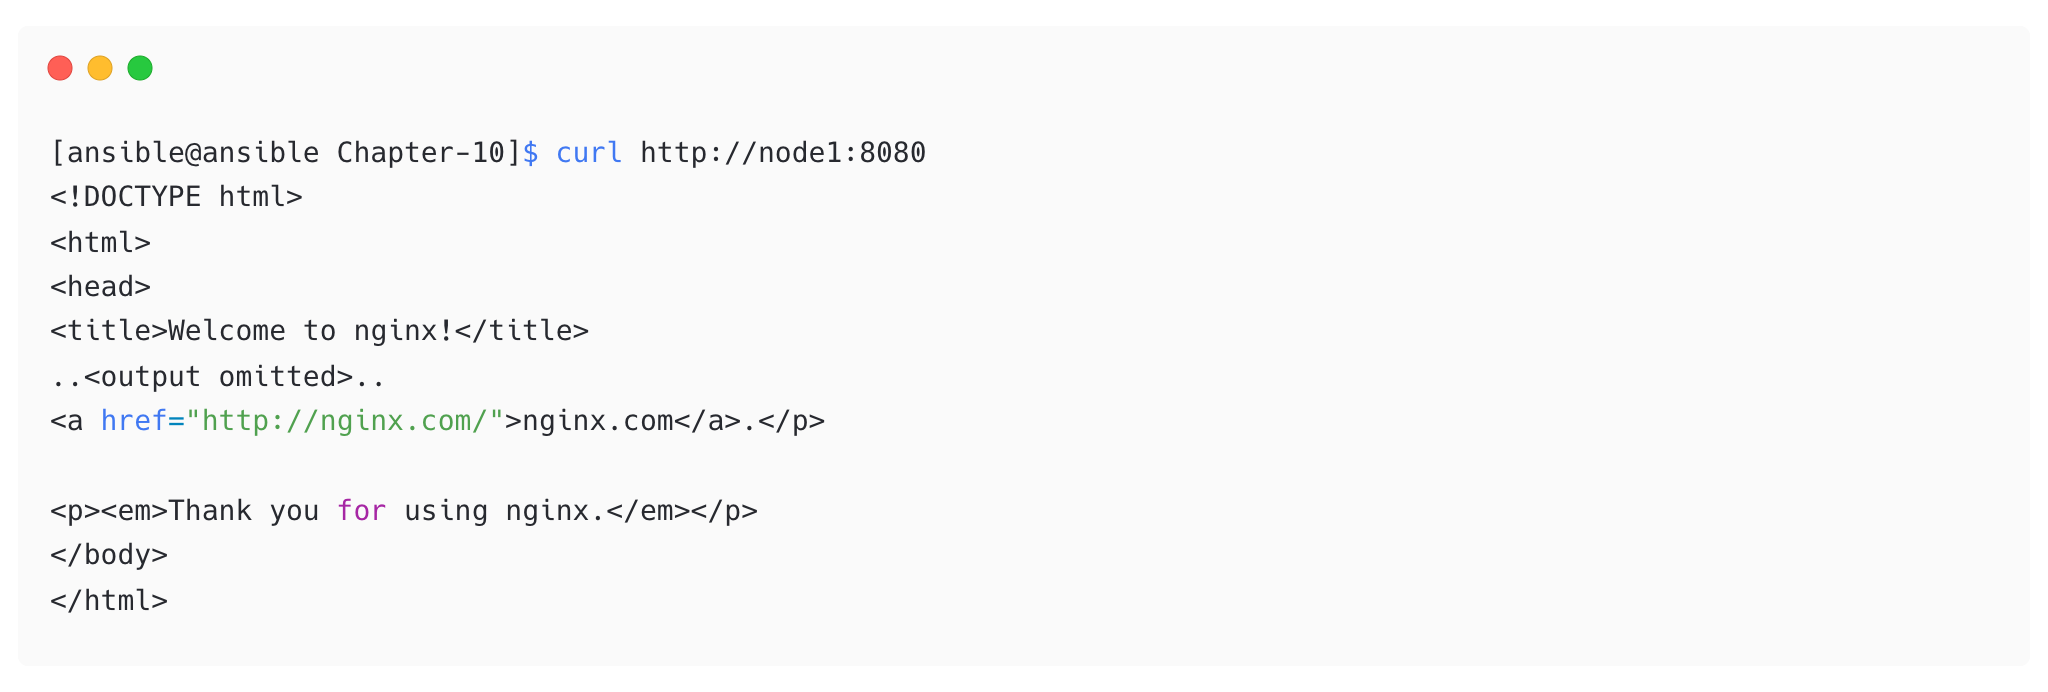 [ansible@ansible Chapter-10]$ curl http://node1:8080
<!DOCTYPE html>
<html>
<head>
<title>Welcome to nginx!</title>
..<output omitted>..
<a href="http://nginx.com/">nginx.com</a>.</p>

<p><em>Thank you for using nginx.</em></p>
</body>
</html>